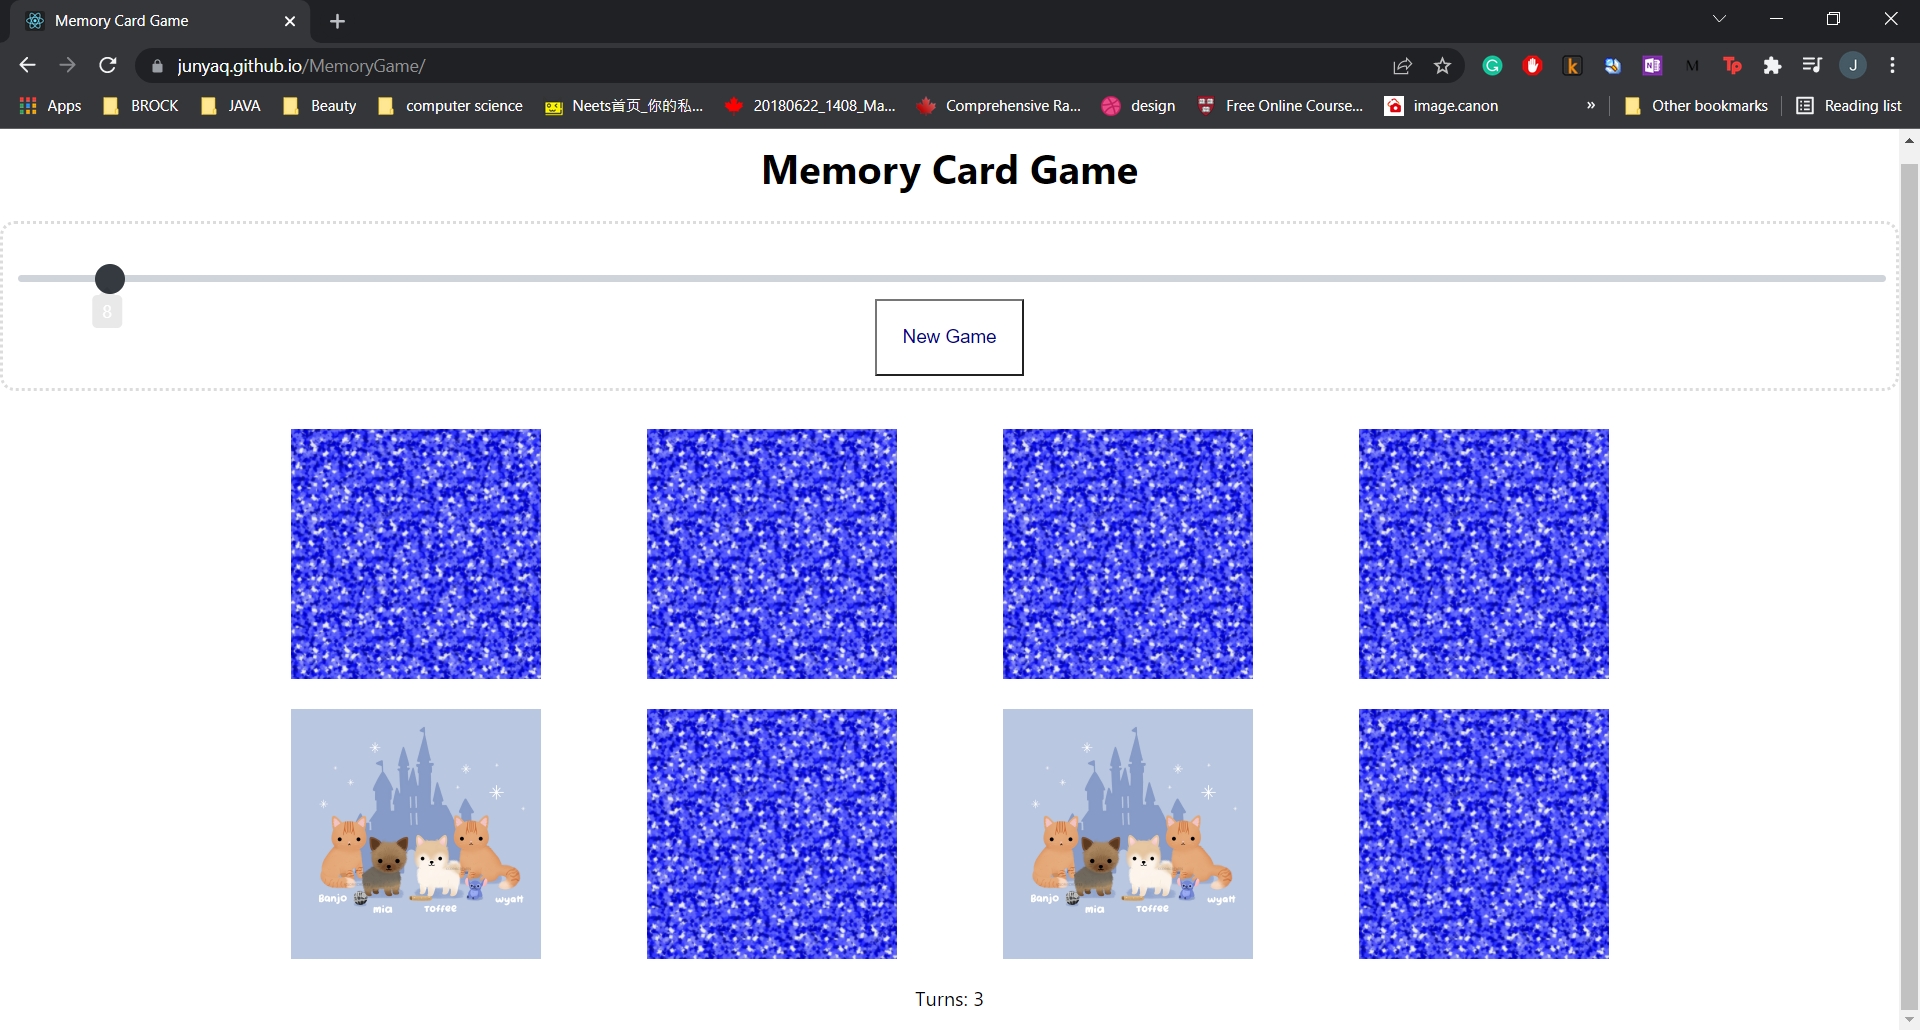 Memory Card Game
junyaq.github.io/MemoryGame/
J
Apps BROCK JAVA Beauty computer science Neets首页_你的私... 20180622_1408_Ma... Comprehensive Ra... design Free Online Course... image.canon » Other bookmarks Reading list
Memory Card Game
8
New Game
Banjo mia Toffee wyatt
Banjo mia Toffee wyatt
Turns: 3